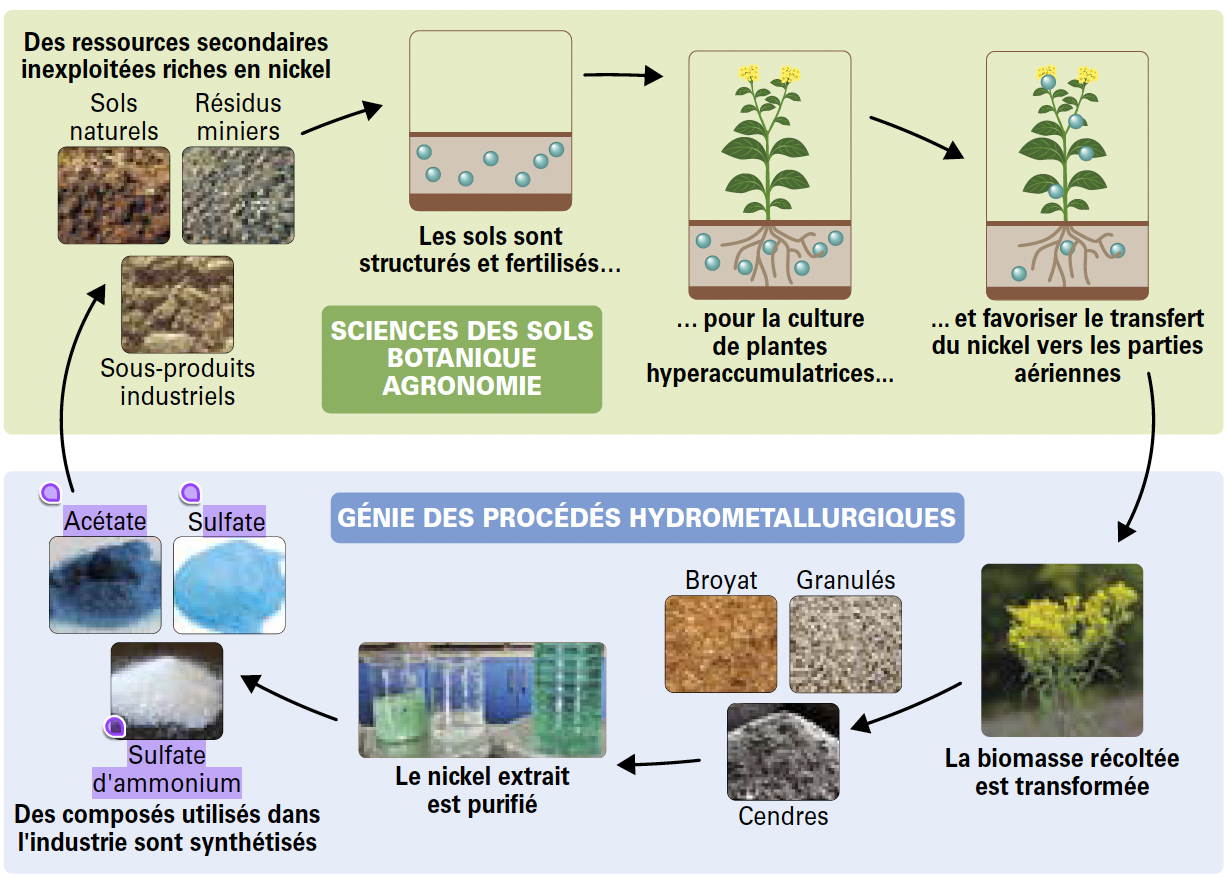 Des ressources secondaires
inexploitées riches en nickel
Sols
naturels
Résidus
miniers
Sous-produits
industriels
Les sols sont
structurés et fertilisés…
… pour la culture
de plantes
hyperaccumulatrices…
… et favoriser le transfert
du nickel vers les parties
aériennes
SCIENCES DES SOLS
BOTANIQUE
AGRONOMIE
GÉNIE DES PROCÉDÉS HYDROMETALLURGIQUES
La biomasse récoltée
est transformée
Broyat
Granulés
Cendres
Le nickel extrait
est purifié
Acétate
Sulfate
Sulfate
d'ammonium
Des composés utilisés dans
l'industrie sont synthétisés